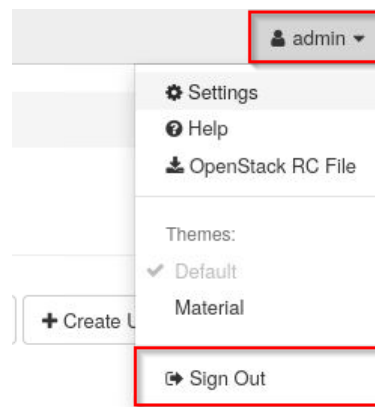 admin
Settings
Help
OpenStack RC File
Themes:
Default
Material
+ Create U
Sign Out